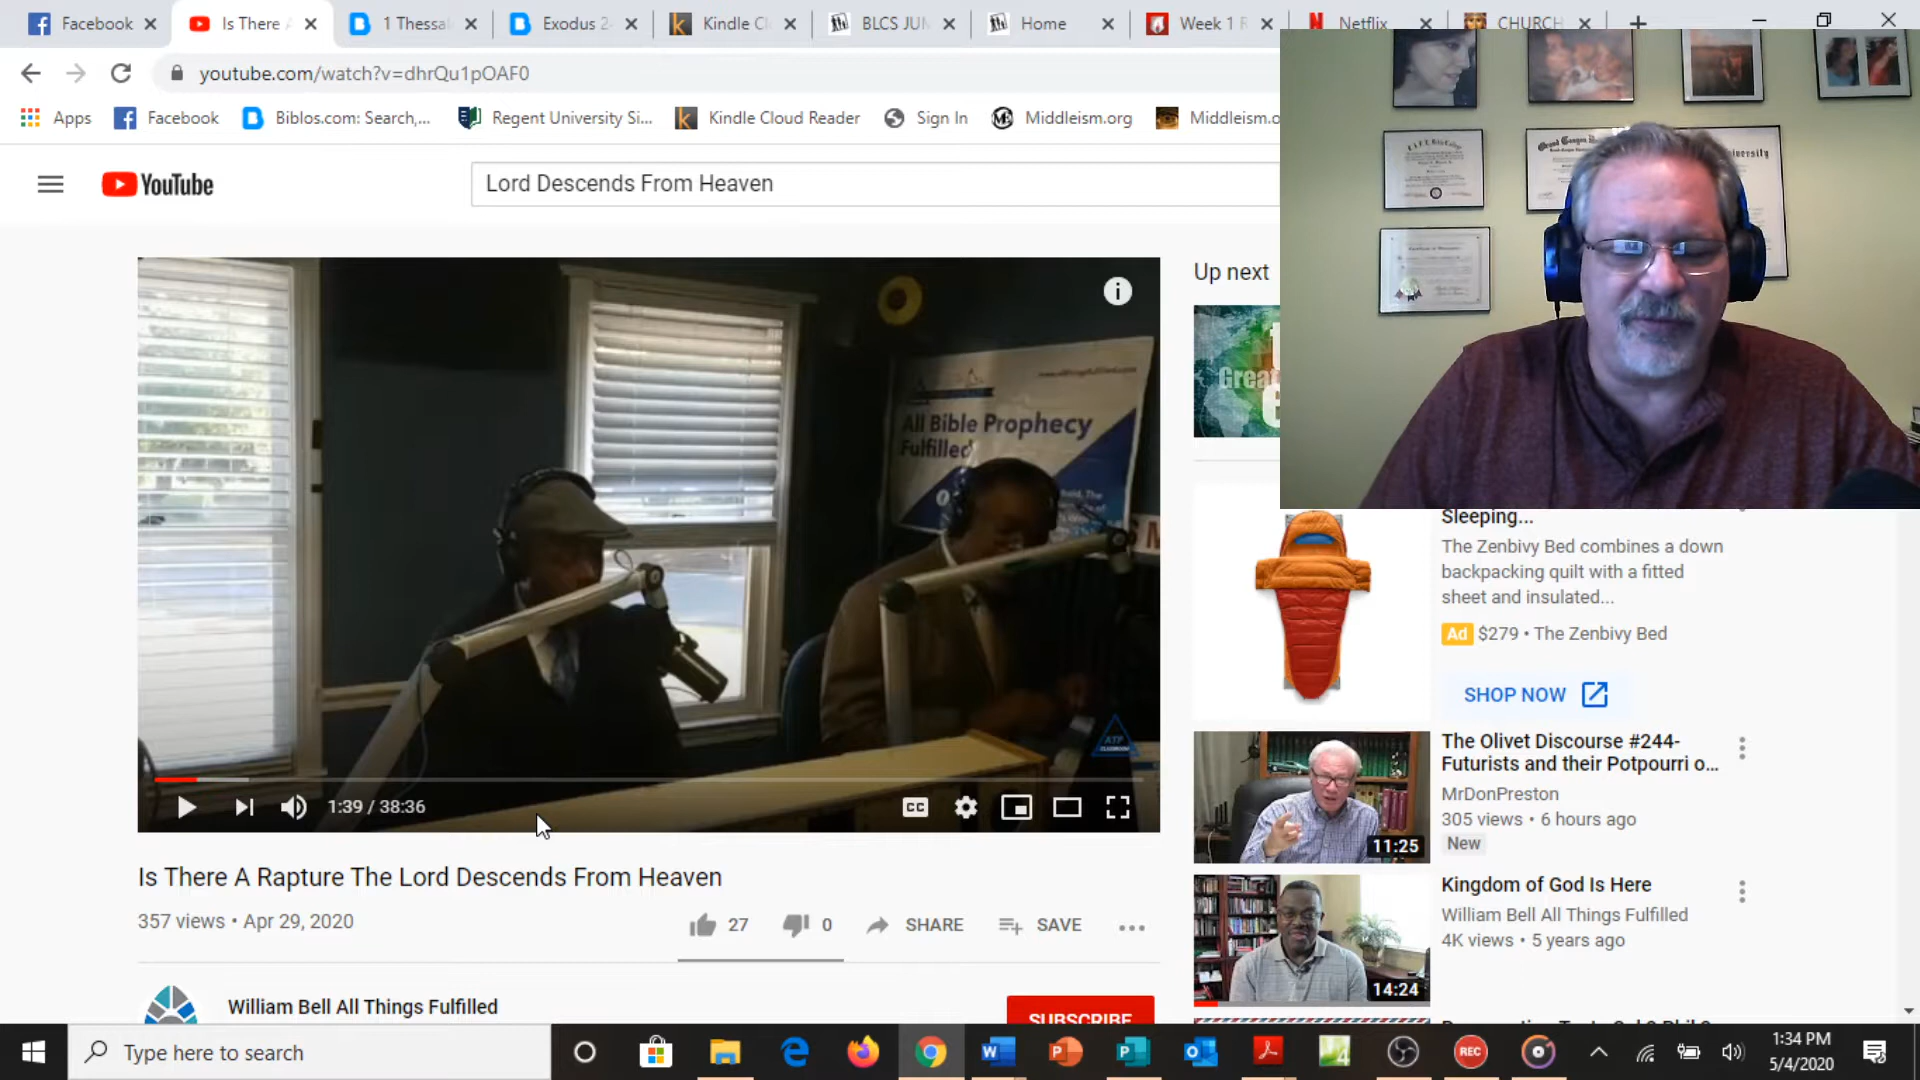 Facebook
Is There
1 Thessal
Exodus 2
Kindle Cl
BLCS JUN
Home
Week 1 R
Netflix
CHURCH
youtube.com/watch?v=dhrQu1pOAF0
Apps
Facebook
Biblos.com: Search,...
Regent University Si...
Kindle Cloud Reader
Sign In
Middleism.org
Middleism.o
YouTube
Lord Descends From Heaven
Up next
Great
All Bible Prophecy
Fulfilled
ATF
1:39 / 38:36
CC
Sleeping...
The Zenbivy Bed combines a down
backpacking quilt with a fitted
sheet and insulated...
Ad $279 • The Zenbivy Bed
SHOP NOW
The Olivet Discourse #244-
Futurists and their Potpourri o...
MrDonPreston
305 views • 6 hours ago
New
11:25
Kingdom of God Is Here
William Bell All Things Fulfilled
4K views • 5 years ago
14:24
Is There A Rapture The Lord Descends From Heaven
357 views • Apr 29, 2020
27
0
SHARE
SAVE
William Bell All Things Fulfilled
SUBSCRIBE
Type here to search
REC
1:34 PM
5/4/2020